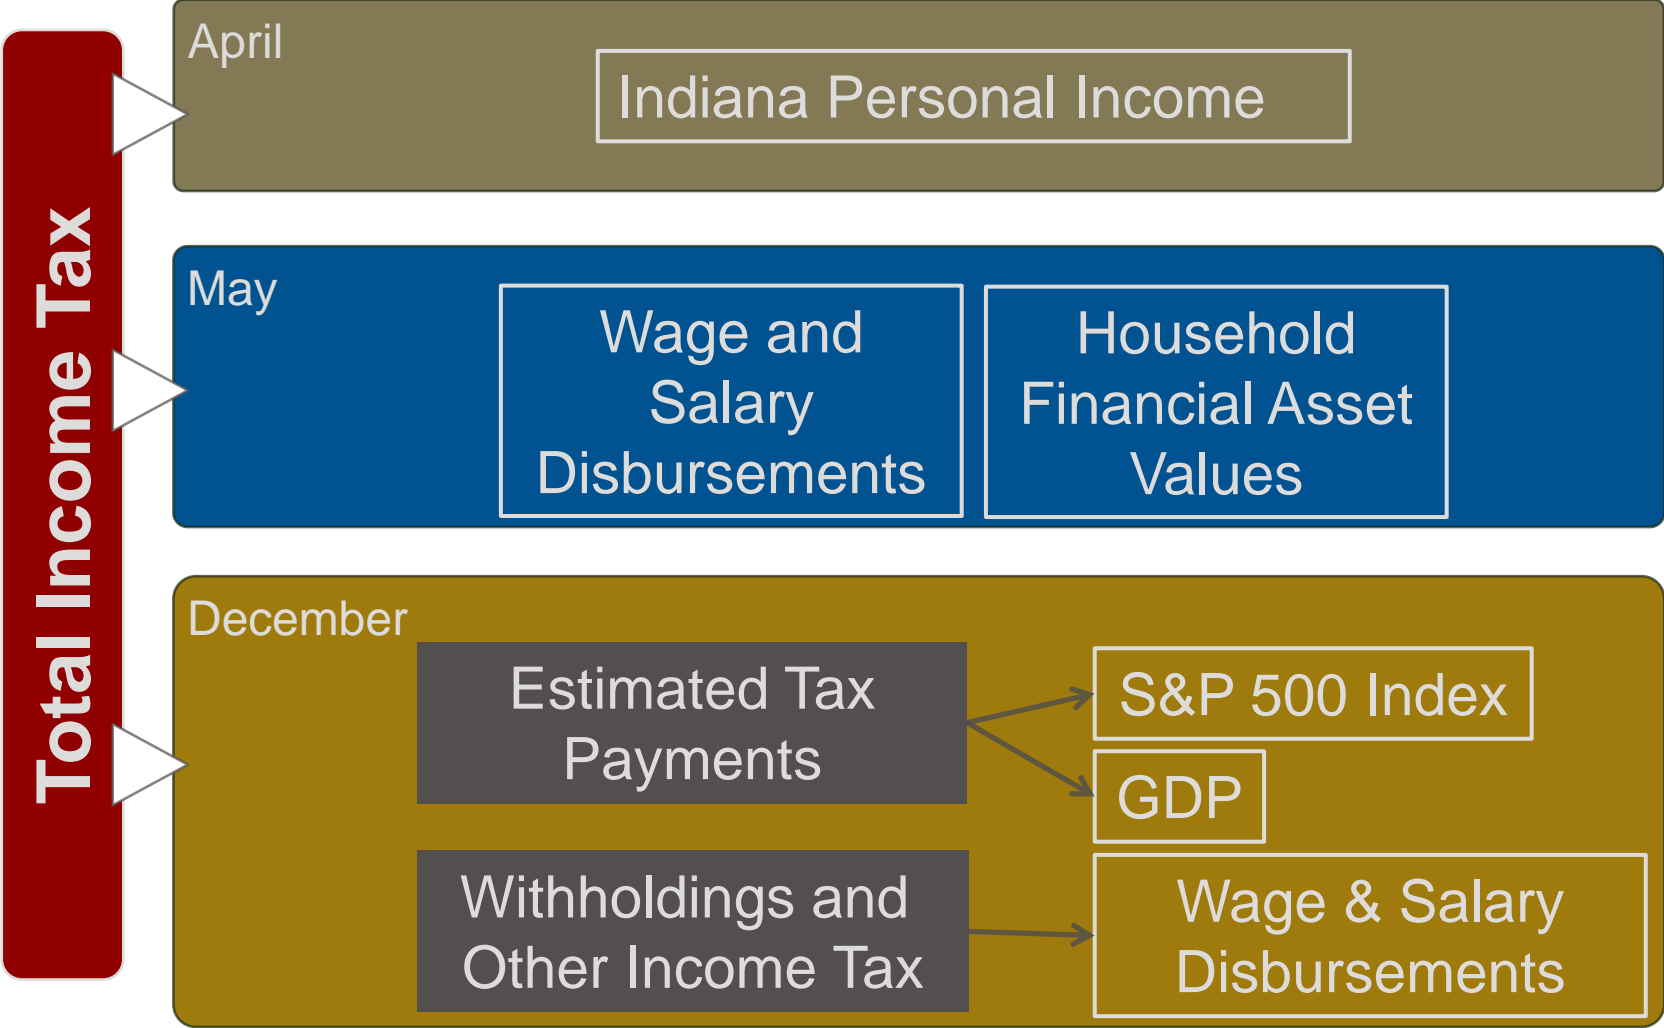 Total Income Tax
April
Indiana Personal Income
May
Wage and
Salary
Disbursements
Household
Financial Asset
Values
December
Estimated Tax
Payments
S&P 500 Index
GDP
Withholdings and
Other Income Tax
Wage & Salary
Disbursements